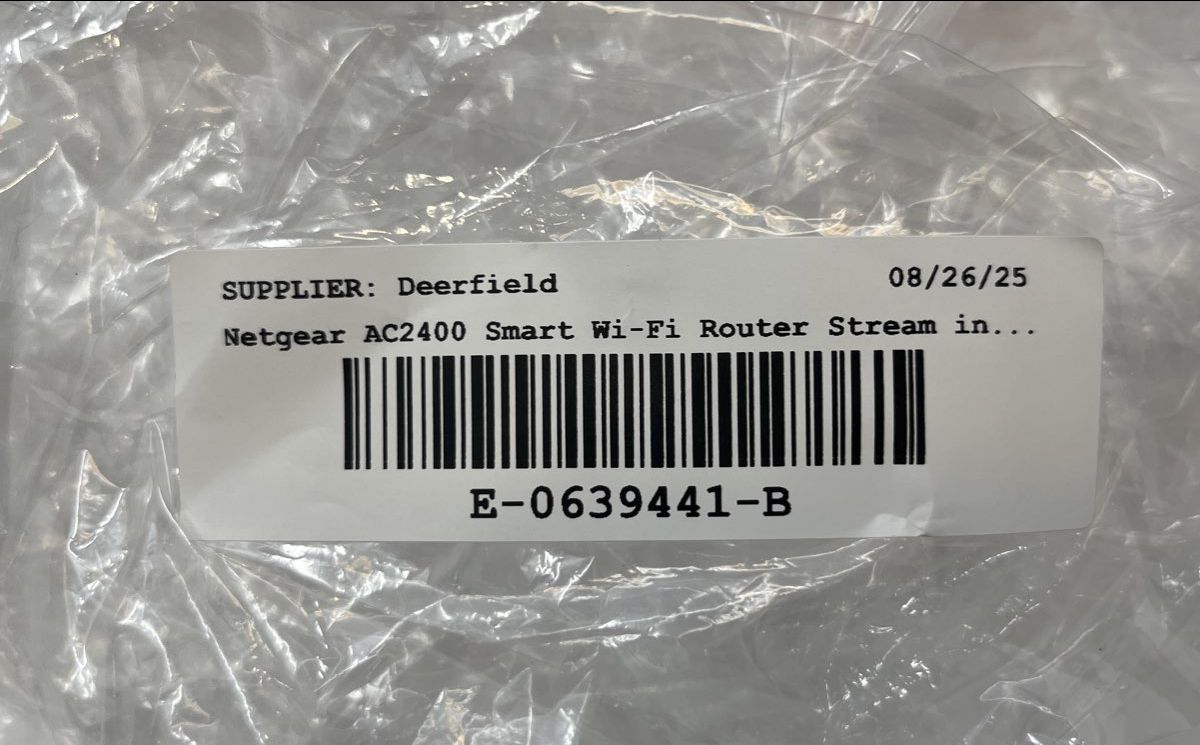 SUPPLIER: Deerfield 08/26/25
Netgear AC2400 Smart Wi-Fi Router Stream in...
E-0639441-B